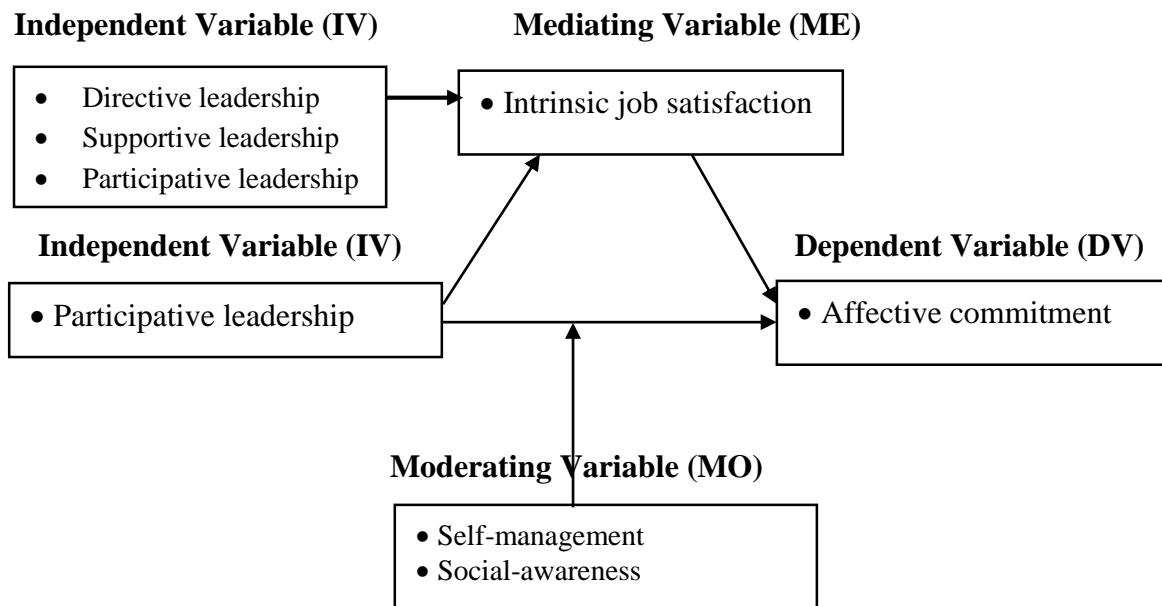 Independent Variable (IV)
Mediating Variable (ME)
• Directive leadership
• Supportive leadership
• Participative leadership
• Intrinsic job satisfaction
Independent Variable (IV)
Dependent Variable (DV)
• Participative leadership
• Affective commitment
Moderating Variable (MO)
• Self-management
• Social-awareness